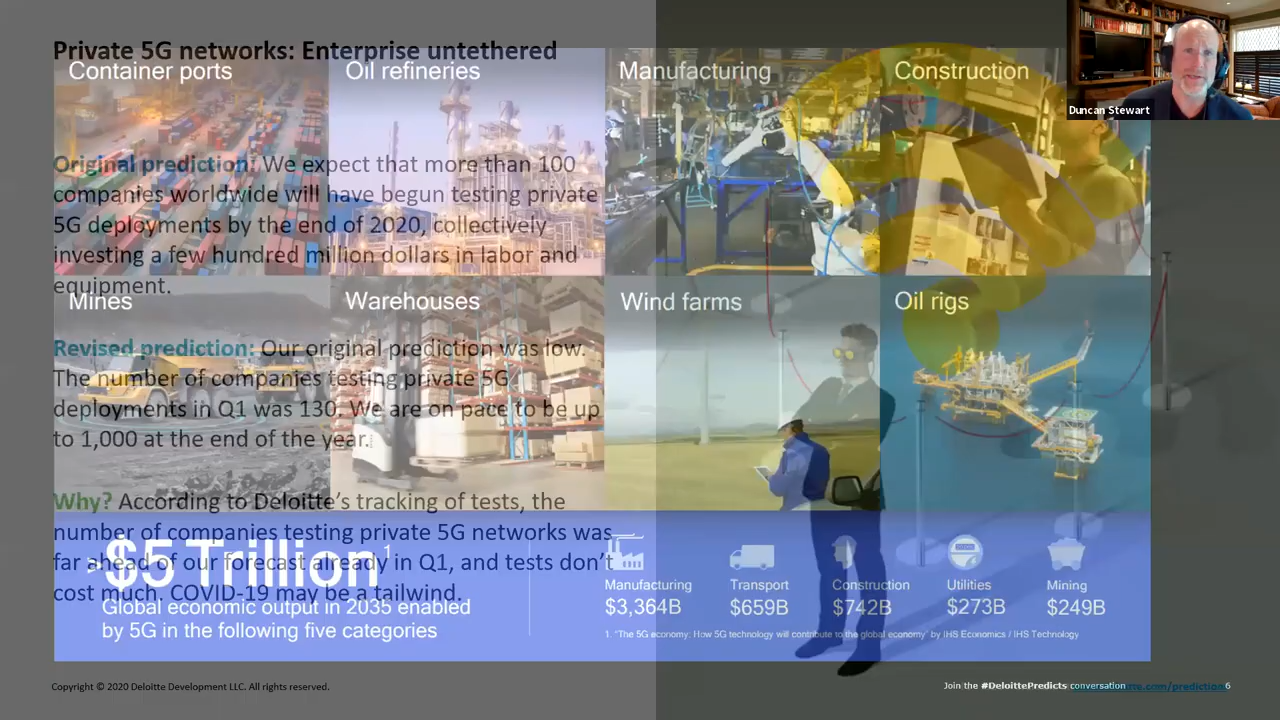 Private 5G networks: Enterprise untethered
Container ports
Oil refineries
Manufacturing
Construction
Duncan Stewart
Original prediction: We expect that more than 100
companies worldwide will have begun testing private
5G deployments by the end of 2020, collectively
investing a few hundred million dollars in labor and
equipment.
Mines
Warehouses
Wind farms
Oil rigs
Revised prediction: Our original prediction was low.
The number of companies testing private 5G
deployments in Q1 was 130. We are on pace to be up
to 1,000 at the end of the year.
Why? According to Deloitte’s tracking of tests, the
number of companies testing private 5G networks was
far ahead of our forecast already in Q1, and tests don’t
cost much. COVID-19 may be a tailwind.
>$5 Trillion1
Global economic output in 2035 enabled
by 5G in the following five categories
Manufacturing
$3,364B
Transport
$659B
Construction
$742B
Utilities
$273B
Mining
$249B
1. “The 5G economy: How 5G technology will contribute to the global economy” by IHS Economics / IHS Technology
Copyright © 2020 Deloitte Development LLC. All rights reserved.
Join the #DeloittePredicts conversation
6